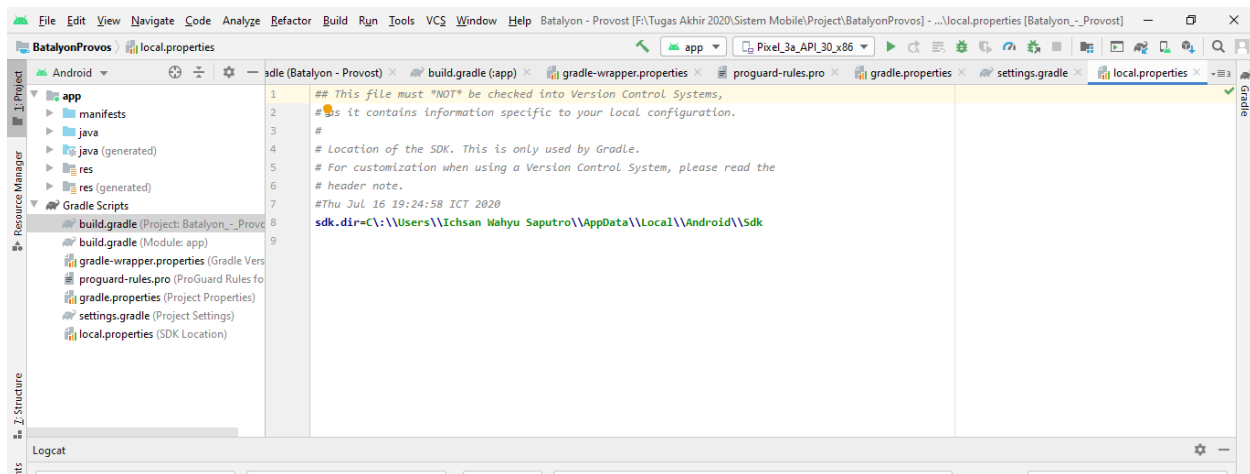 File Edit View Navigate Code Analyze Refactor Build Run Tools VCS Window Help Batalyon - Provost [F:\Tugas Akhir 2020\Sistem Mobile\Project\BatalyonProvos] - ...\local.properties [Batalyon_-_Provost]
BatalyonProvos local.properties app Pixel_3a_API_30_x86
Android adle (Batalyon - Provost) build.gradle (:app) gradle-wrapper.properties proguard-rules.pro gradle.properties settings.gradle local.properties
1: Project
Resource Manager
7: Structure
app
manifests
java
java (generated)
res
res (generated)
Gradle Scripts
build.gradle (Project: Batalyon_-_Provo
build.gradle (Module: app)
gradle-wrapper.properties (Gradle Vers
proguard-rules.pro (ProGuard Rules fo
gradle.properties (Project Properties)
settings.gradle (Project Settings)
local.properties (SDK Location)
1 ## This file must *NOT* be checked into Version Control Systems,
2 # as it contains information specific to your local configuration.
3 #
4 # Location of the SDK. This is only used by Gradle.
5 # For customization when using a Version Control System, please read the
6 # header note.
7 #Thu Jul 16 19:24:58 ICT 2020
8 sdk.dir=C\:\\Users\\Ichsan Wahyu Saputro\\AppData\\Local\\Android\\Sdk
9
Gradle
Logcat